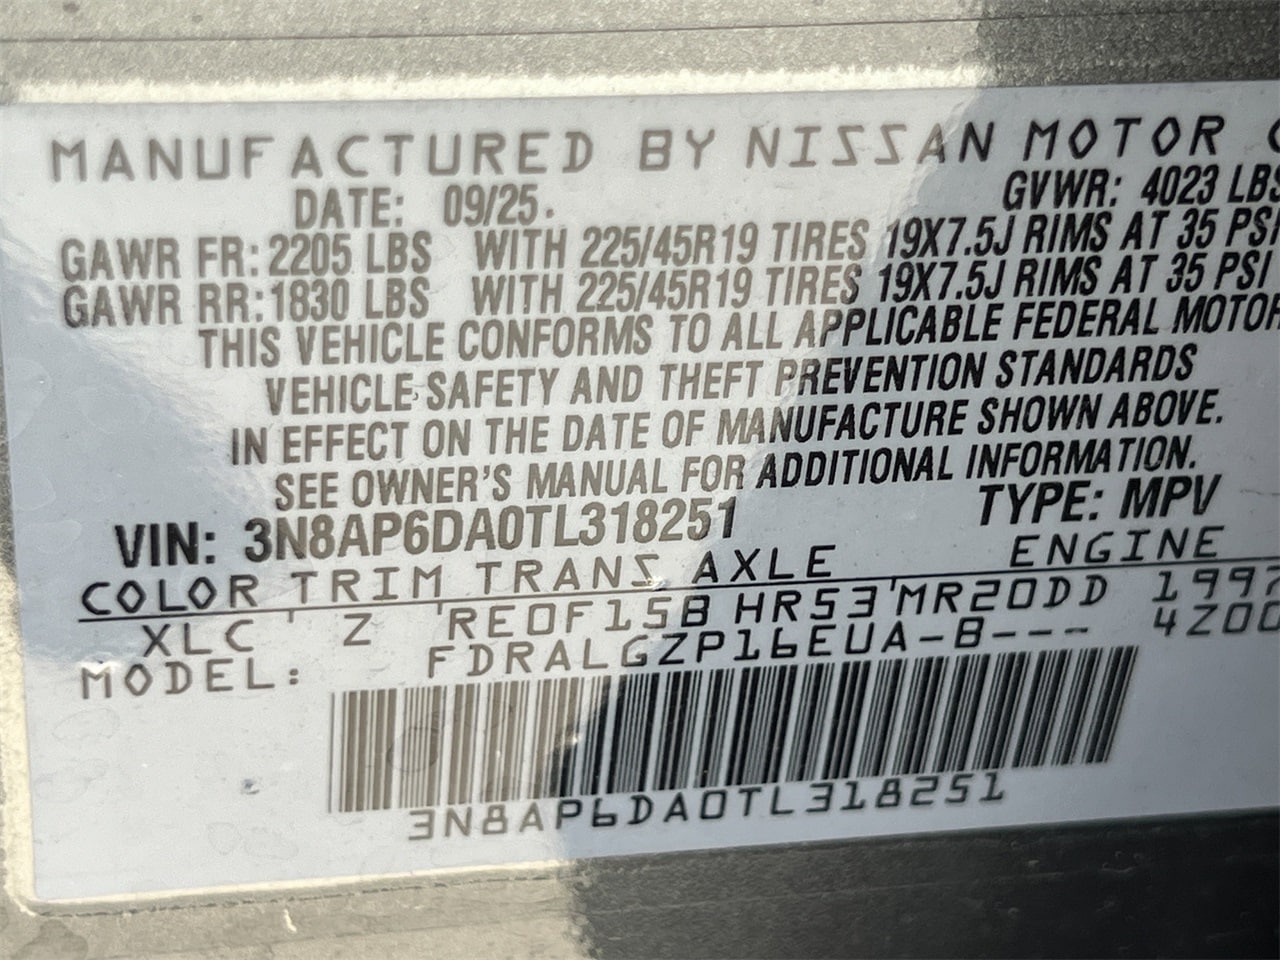 MANUFACTURED BY NISSAN MOTOR C
DATE: 09/25. GVWR: 4023 LBS
GAWR FR: 2205 LBS WITH 225/45R19 TIRES 19X7.5J RIMS AT 35 PSI
GAWR RR: 1830 LBS WITH 225/45R19 TIRES 19X7.5J RIMS AT 35 PSI
THIS VEHICLE CONFORMS TO ALL APPLICABLE FEDERAL MOTOR
VEHICLE SAFETY AND THEFT PREVENTION STANDARDS
IN EFFECT ON THE DATE OF MANUFACTURE SHOWN ABOVE.
SEE OWNER'S MANUAL FOR ADDITIONAL INFORMATION.
VIN: 3N8AP6DA0TL318251 TYPE: MPV
COLOR TRIM TRANS AXLE ENGINE
XLC Z RE0F15B HR53 MR20DD 1997
MODEL: FDRALGZP16EUA-B--- 4Z00
3N8AP6DA0TL318251